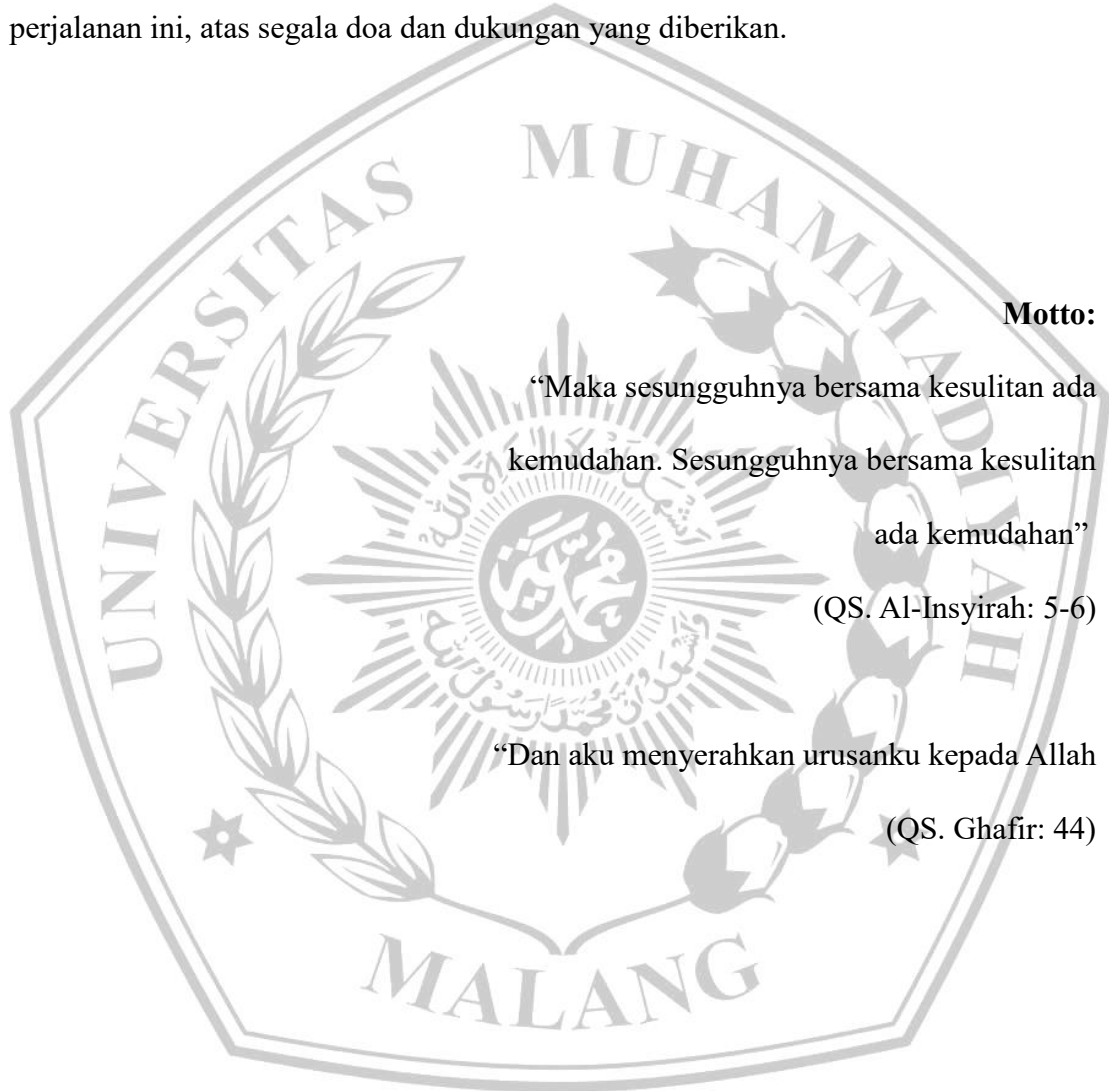 perjalanan ini, atas segala doa dan dukungan yang diberikan.
UNIVERSITAS MUHAMMADIYAH
Motto:
“Maka sesungguhnya bersama kesulitan ada
kemudahan. Sesungguhnya bersama kesulitan
ada kemudahan”
(QS. Al-Insyirah: 5-6)
“Dan aku menyerahkan urusanku kepada Allah
(QS. Ghafir: 44)
MALANG